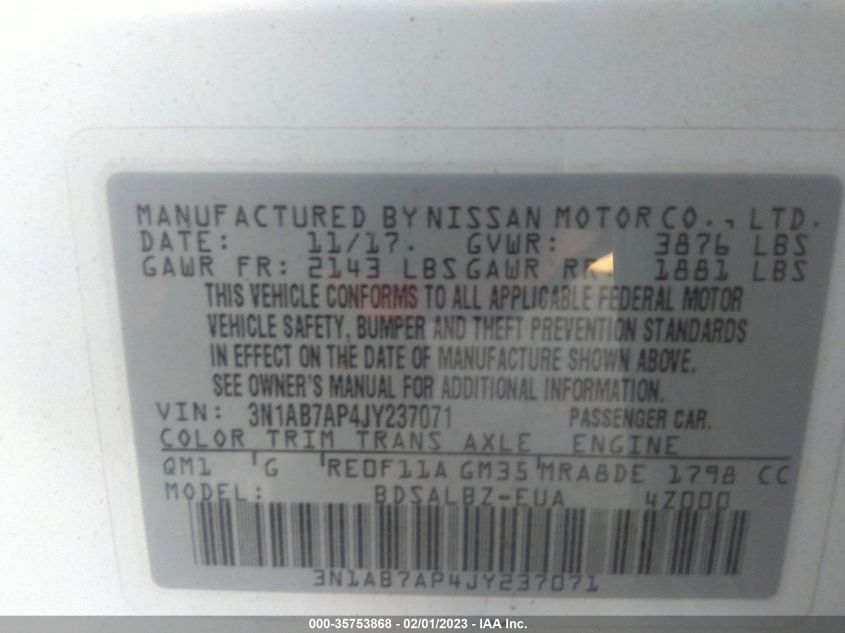 MANUFACTURED BY NISSAN MOTOR CO., LTD.
DATE: 11/17. GVWR: 3876 LBS
GAWR FR: 2143 LBS GAWR RR: 1881 LBS
THIS VEHICLE CONFORMS TO ALL APPLICABLE FEDERAL MOTOR
VEHICLE SAFETY, BUMPER AND THEFT PREVENTION STANDARDS
IN EFFECT ON THE DATE OF MANUFACTURE SHOWN ABOVE.
SEE OWNER'S MANUAL FOR ADDITIONAL INFORMATION.
VIN: 3N1AB7AP4JY237071 PASSENGER CAR.
COLOR TRIM TRANS AXLE ENGINE
QM1 G RE0F11A GM35 MRA8DE 1798 CC
MODEL: BDSALBZ-EUA 4Z000
3N1AB7AP4JY237071
000-35753868 - 02/01/2023 - IAA Inc.